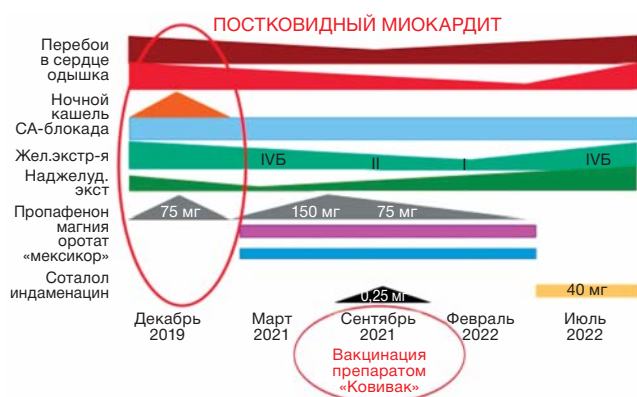 ПОСТКОВИДНЫЙ МИОКАРДИТ
Перебои
в сердце
одышка
Ночной
кашель
СА-блокада
Жел.экстр-я
IVБ
II
I
IVБ
Наджелуд.
экст
Пропафенон
75 мг
150 мг
75 мг
магния
оротат
«мексикор»
Соталол
индаменацин
0,25 мг
40 мг
Декабрь
2019
Март
2021
Сентябрь
2021
Февраль
2022
Июль
2022
Вакцинация
препаратом
«Ковивак»